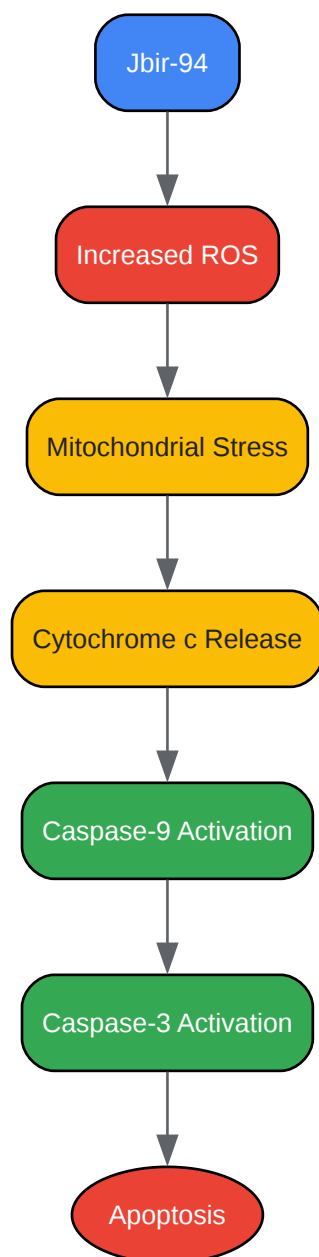 Jbir-94
Increased ROS
Mitochondrial Stress
Cytochrome c Release
Caspase-9 Activation
Caspase-3 Activation
Apoptosis